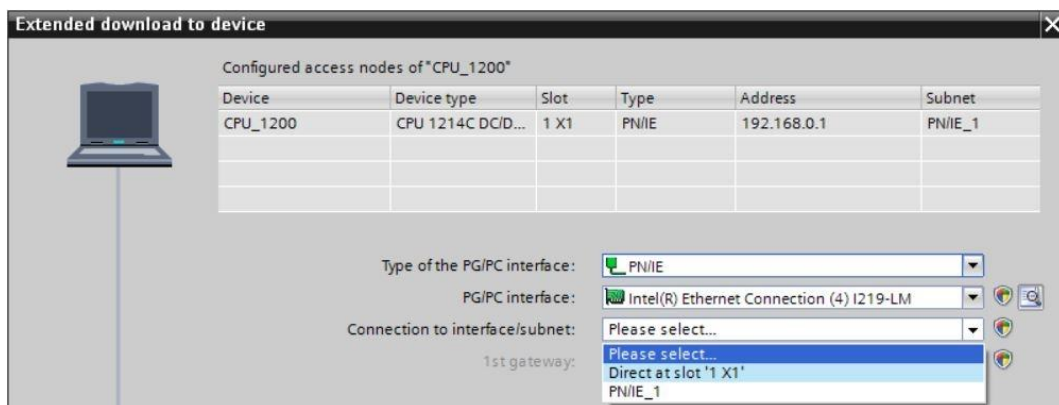 Extended download to device
Configured access nodes of "CPU_1200"
Device Device type Slot Type Address Subnet
CPU_1200 CPU 1214C DC/D... 1 X1 PN/IE 192.168.0.1 PN/IE_1
Type of the PG/PC interface: PN/IE
PG/PC interface: Intel(R) Ethernet Connection (4) I219-LM
Connection to interface/subnet: Please select...
1st gateway: Please select...
Direct at slot '1 X1'
PN/IE_1